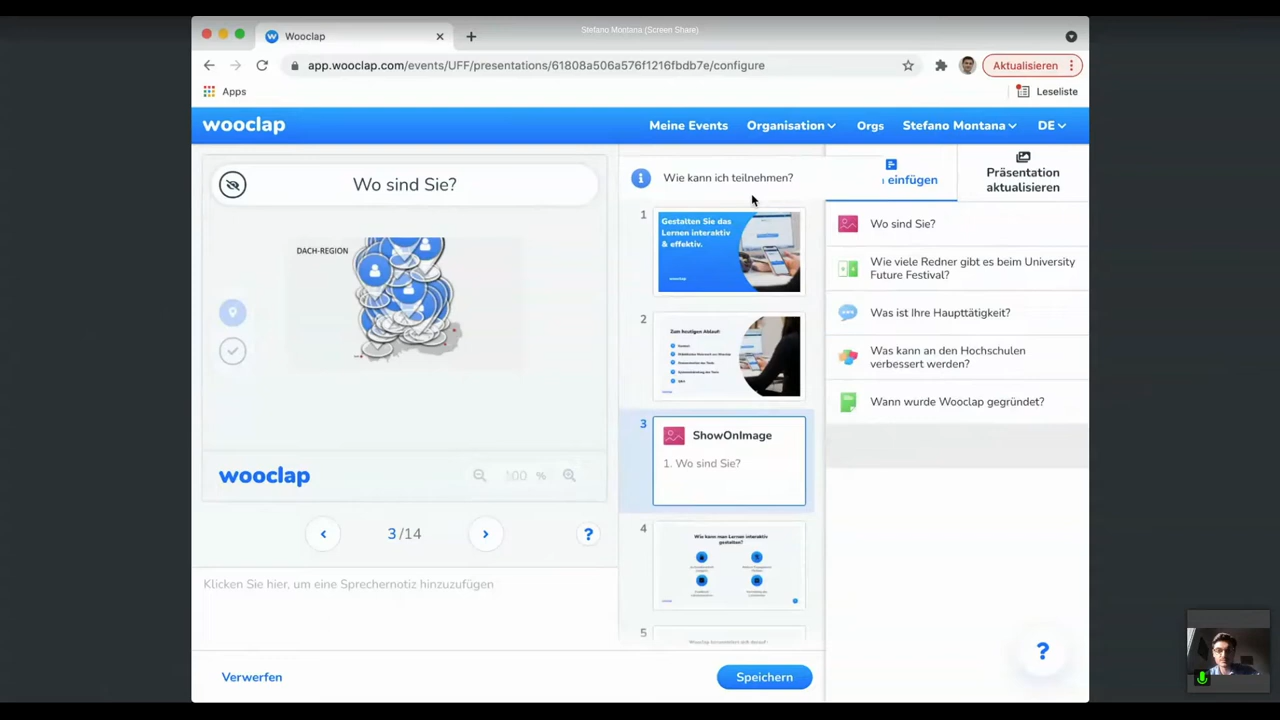 Stefano Montana (Screen Share)
Wooclap
app.wooclap.com/events/UFF/presentations/61808a506a576f1216fbdb7e/configure
Aktualisieren
Apps
Leseliste
wooclap
Meine Events
Organisation
Orgs
Stefano Montana
DE
Wo sind Sie?
DACH-REGION
wooclap
100 %
3 /14
?
Klicken Sie hier, um eine Sprechernotiz hinzuzufügen
Verwerfen
Speichern
Wie kann ich teilnehmen?
1
Gestalten Sie das
Lernen interaktiv
& effektiv.
wooclap
2
Zum heutigen Ablauf:
3
ShowOnImage
1. Wo sind Sie?
4
Wie kann man Lernen interaktiv
gestalten?
5
einfügen
Präsentation
aktualisieren
Wo sind Sie?
Wie viele Redner gibt es beim University
Future Festival?
Was ist Ihre Haupttätigkeit?
Was kann an den Hochschulen
verbessert werden?
Wann wurde Wooclap gegründet?
?